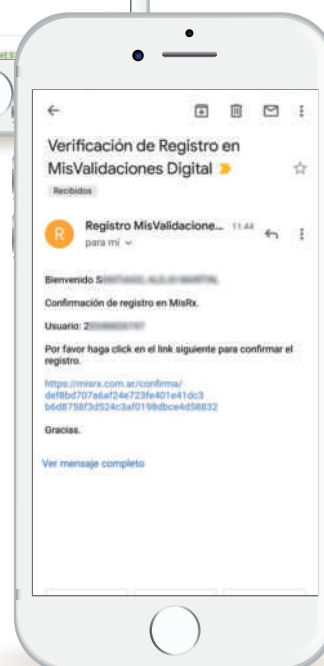 Verificación de Registro en
MisValidaciones Digital
Recibidos
R
Registro MisValidacione... 11:44
para mí
Bienvenido S
Confirmación de registro en MisRx.
Usuario: 2
Por favor haga click en el link siguiente para confirmar el
registro.
https://misrx.com.ar/confirma/
def8bd707a6af24e723fe401e41dc3
b6d8758f3d524c3af0198dbce4d58832
Gracias.
Ver mensaje completo